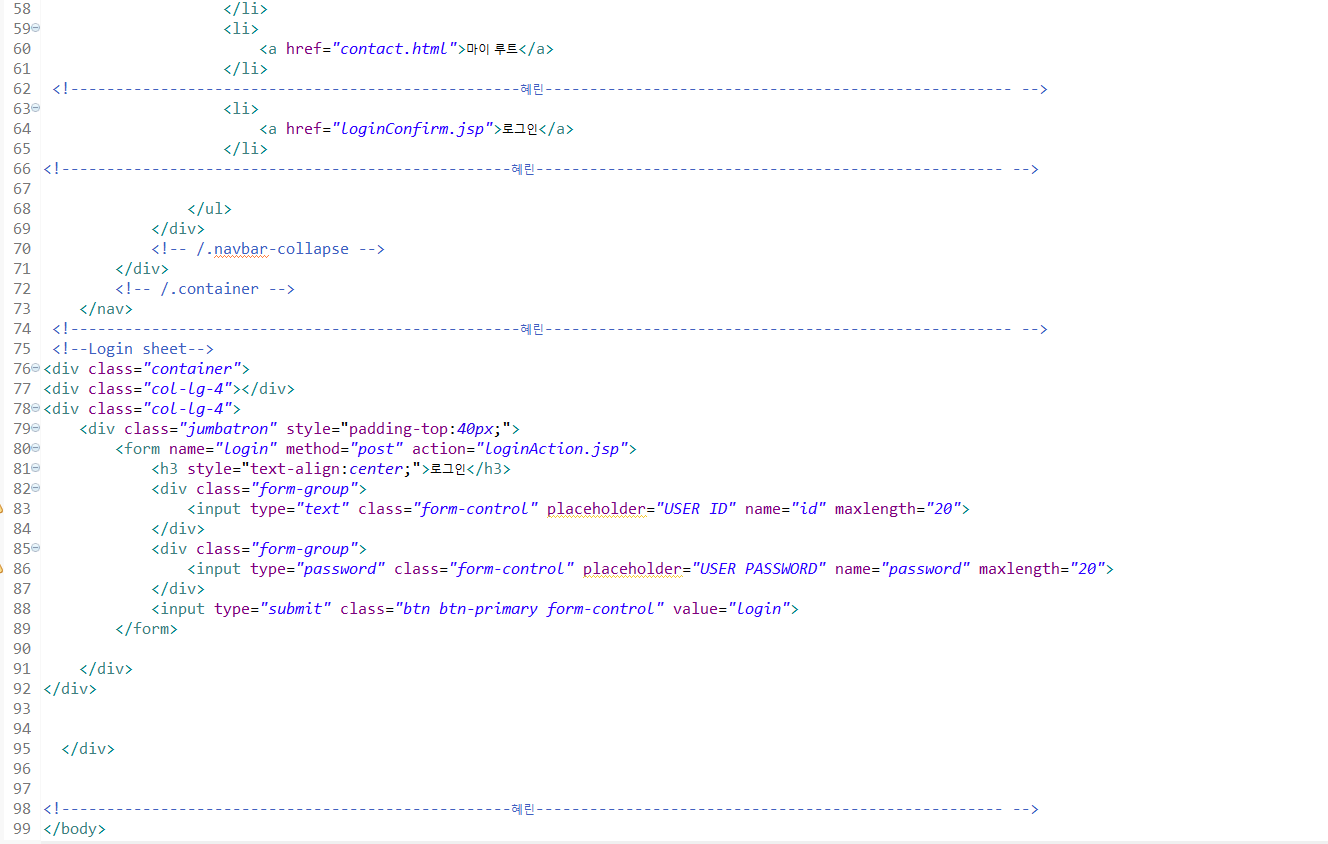 58 </li>
59 <li>
60 <a href="contact.html">마이 루트</a>
61 </li>
62 <!--------------------------------------------------혜린---------------------------------------------------- -->
63 <li>
64 <a href="loginConfirm.jsp">로그인</a>
65 </li>
66 <!--------------------------------------------------혜린---------------------------------------------------- -->
67
68 </ul>
69 </div>
70 <!-- /.navbar-collapse -->
71 </div>
72 <!-- /.container -->
73 </nav>
74 <!--------------------------------------------------혜린---------------------------------------------------- -->
75 <!--Login sheet-->
76 <div class="container">
77 <div class="col-lg-4"></div>
78 <div class="col-lg-4">
79 <div class="jumbatron" style="padding-top:40px;">
80 <form name="login" method="post" action="loginAction.jsp">
81 <h3 style="text-align:center;">로그인</h3>
82 <div class="form-group">
83 <input type="text" class="form-control" placeholder="USER ID" name="id" maxlength="20">
84 </div>
85 <div class="form-group">
86 <input type="password" class="form-control" placeholder="USER PASSWORD" name="password" maxlength="20">
87 </div>
88 <input type="submit" class="btn btn-primary form-control" value="login">
89 </form>
90
91 </div>
92 </div>
93
94
95 </div>
96
97
98 <!--------------------------------------------------혜린---------------------------------------------------- -->
99 </body>